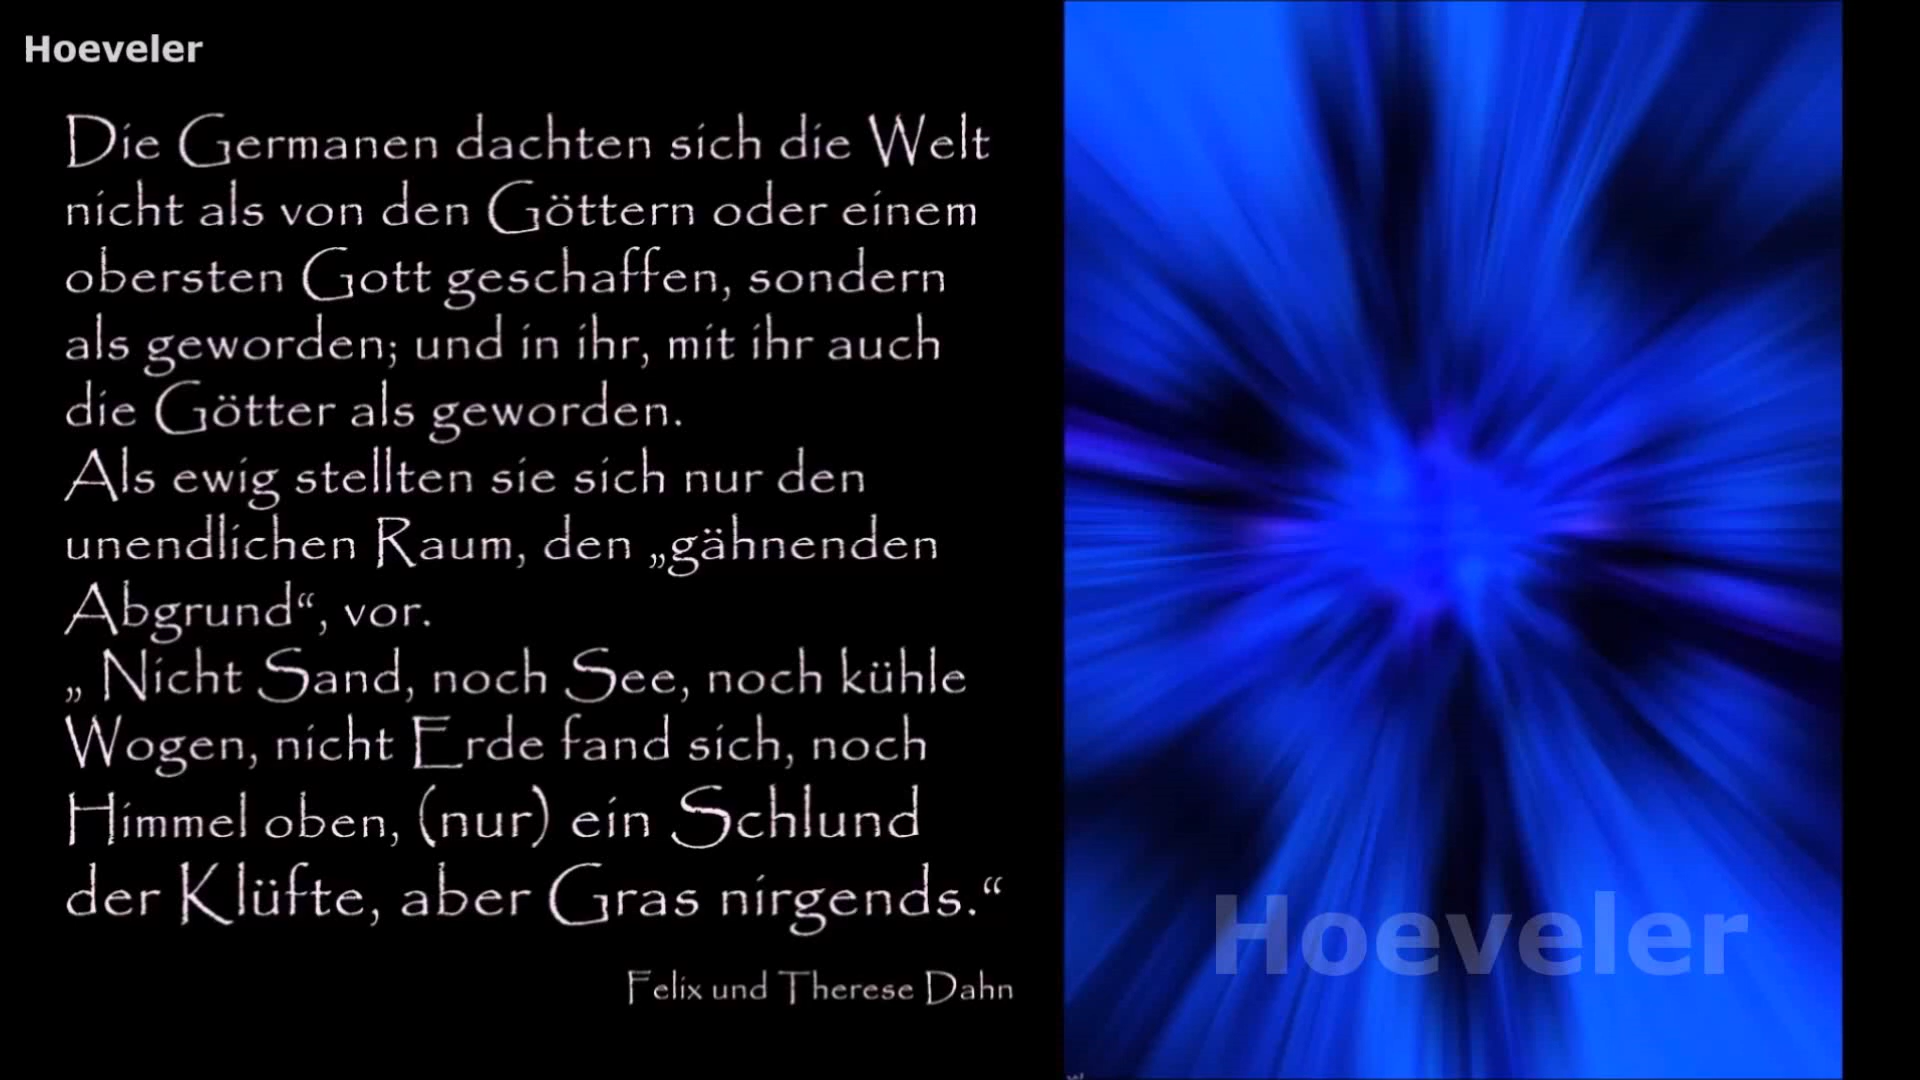 Hoeveler
Die Germanen dachten sich die Welt
nicht als von den Göttern oder einem
obersten Gott geschaffen, sondern
als geworden; und in ihr, mit ihr auch
die Götter als geworden.
Als ewig stellten sie sich nur den
unendlichen Raum, den „gähnenden
Abgrund“, vor.
„ Nicht Sand, noch See, noch kühle
Wogen, nicht Erde fand sich, noch
Himmel oben, (nur) ein Schlund
der Klüfte, aber Gras nirgends.“
Felix und Therese Dahn
Hoeveler